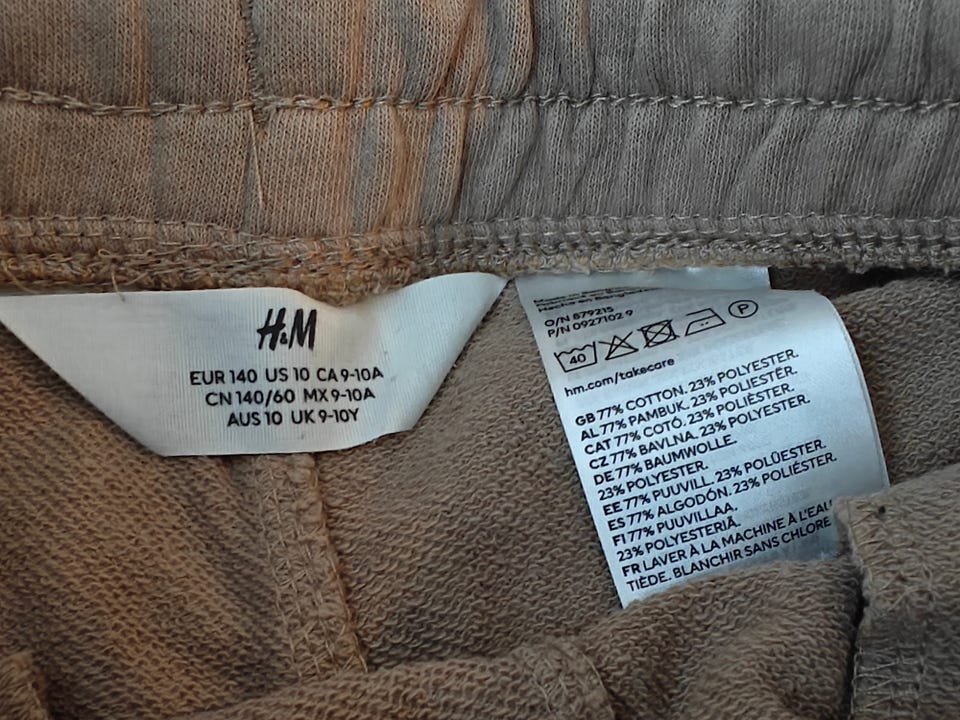 H&M
EUR 140 US 10 CA 9-10A
CN 140/60 MX 9-10A
AUS 10 UK 9-10Y
Hecho en
O/N 879215
P/N 0927102 9
40 P
hm.com/takecare
GB 77% COTTON. 23% POLYESTER.
AL 77% PAMBUK. 23% POLIESTËR.
CAT 77% COTÓ. 23% POLIÈSTER.
CZ 77% BAVLNA. 23% POLYESTER.
DE 77% BAUMWOLLE.
23% POLYESTER.
EE 77% PUUVILL. 23% POLÜESTER.
ES 77% ALGODÓN. 23% POLIÉSTER.
FI 77% PUUVILLAA.
23% POLYESTERIÄ.
FR LAVER À LA MACHINE À L'EAU
TIÈDE. BLANCHIR SANS CHLORE